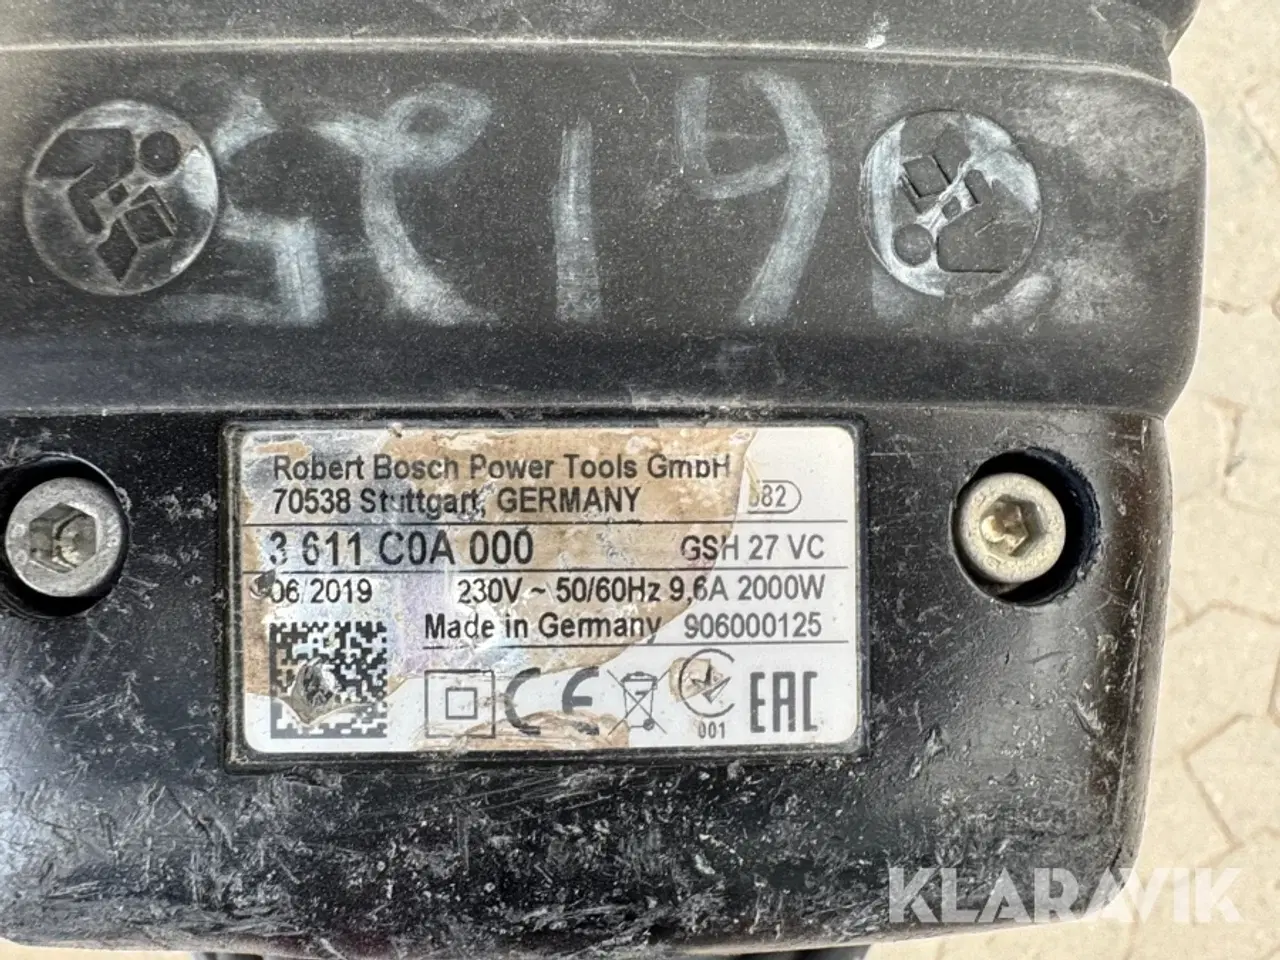 Robert Bosch Power Tools GmbH
70538 Stuttgart, GERMANY
3 611 C0A 000 GSH 27 VC
06 2019 230V ~ 50/60Hz 9,6A 2000W
Made in Germany 906000125
CE
001
EAC
KLARAVIK